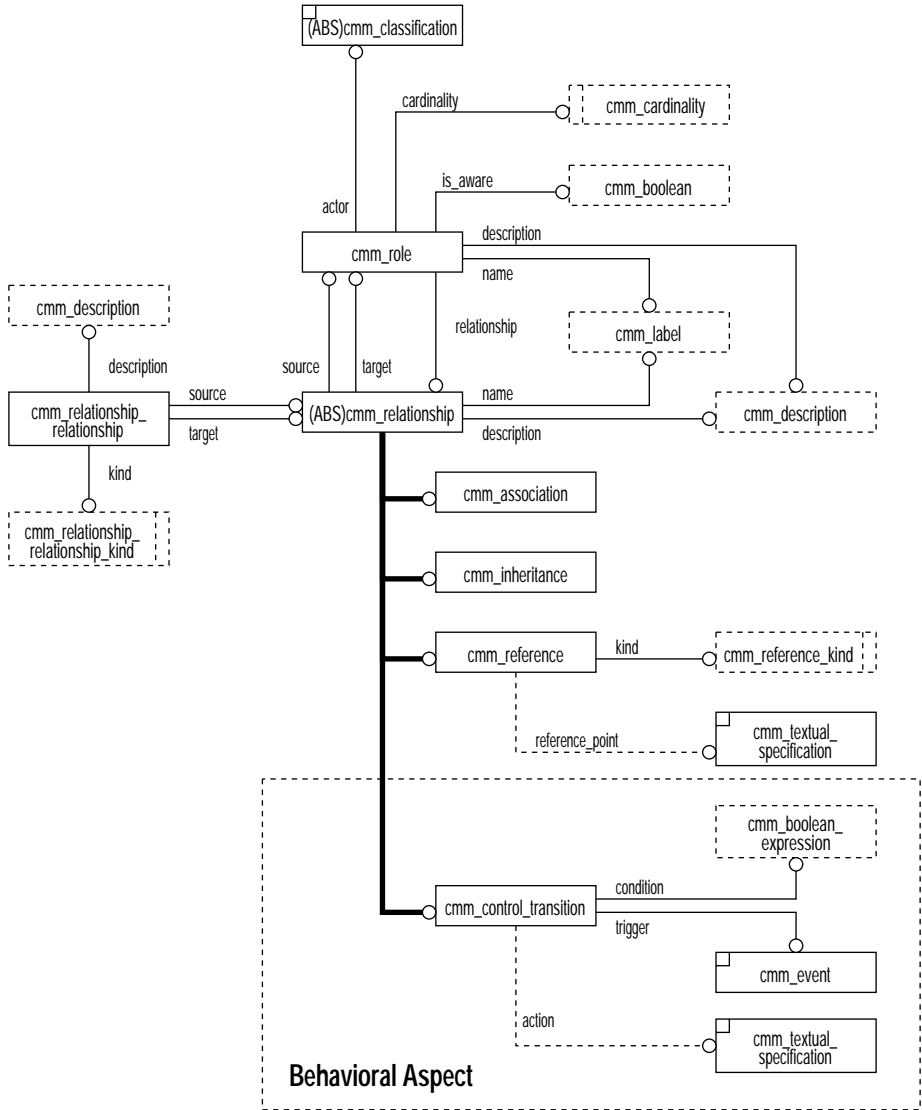 (ABS)cmm_classification
cardinality
cmm_cardinality
is_aware
cmm_boolean
actor
cmm_role
description
name
cmm_description
relationship
cmm_label
description
source
target
cmm_relationship_
relationship
source
target
(ABS)cmm_relationship
name
description
cmm_description
kind
cmm_relationship_
relationship_kind
cmm_association
cmm_inheritance
cmm_reference
kind
cmm_reference_kind
reference_point
cmm_textual_
specification
cmm_boolean_
expression
condition
cmm_control_transition
trigger
cmm_event
action
cmm_textual_
specification
Behavioral Aspect